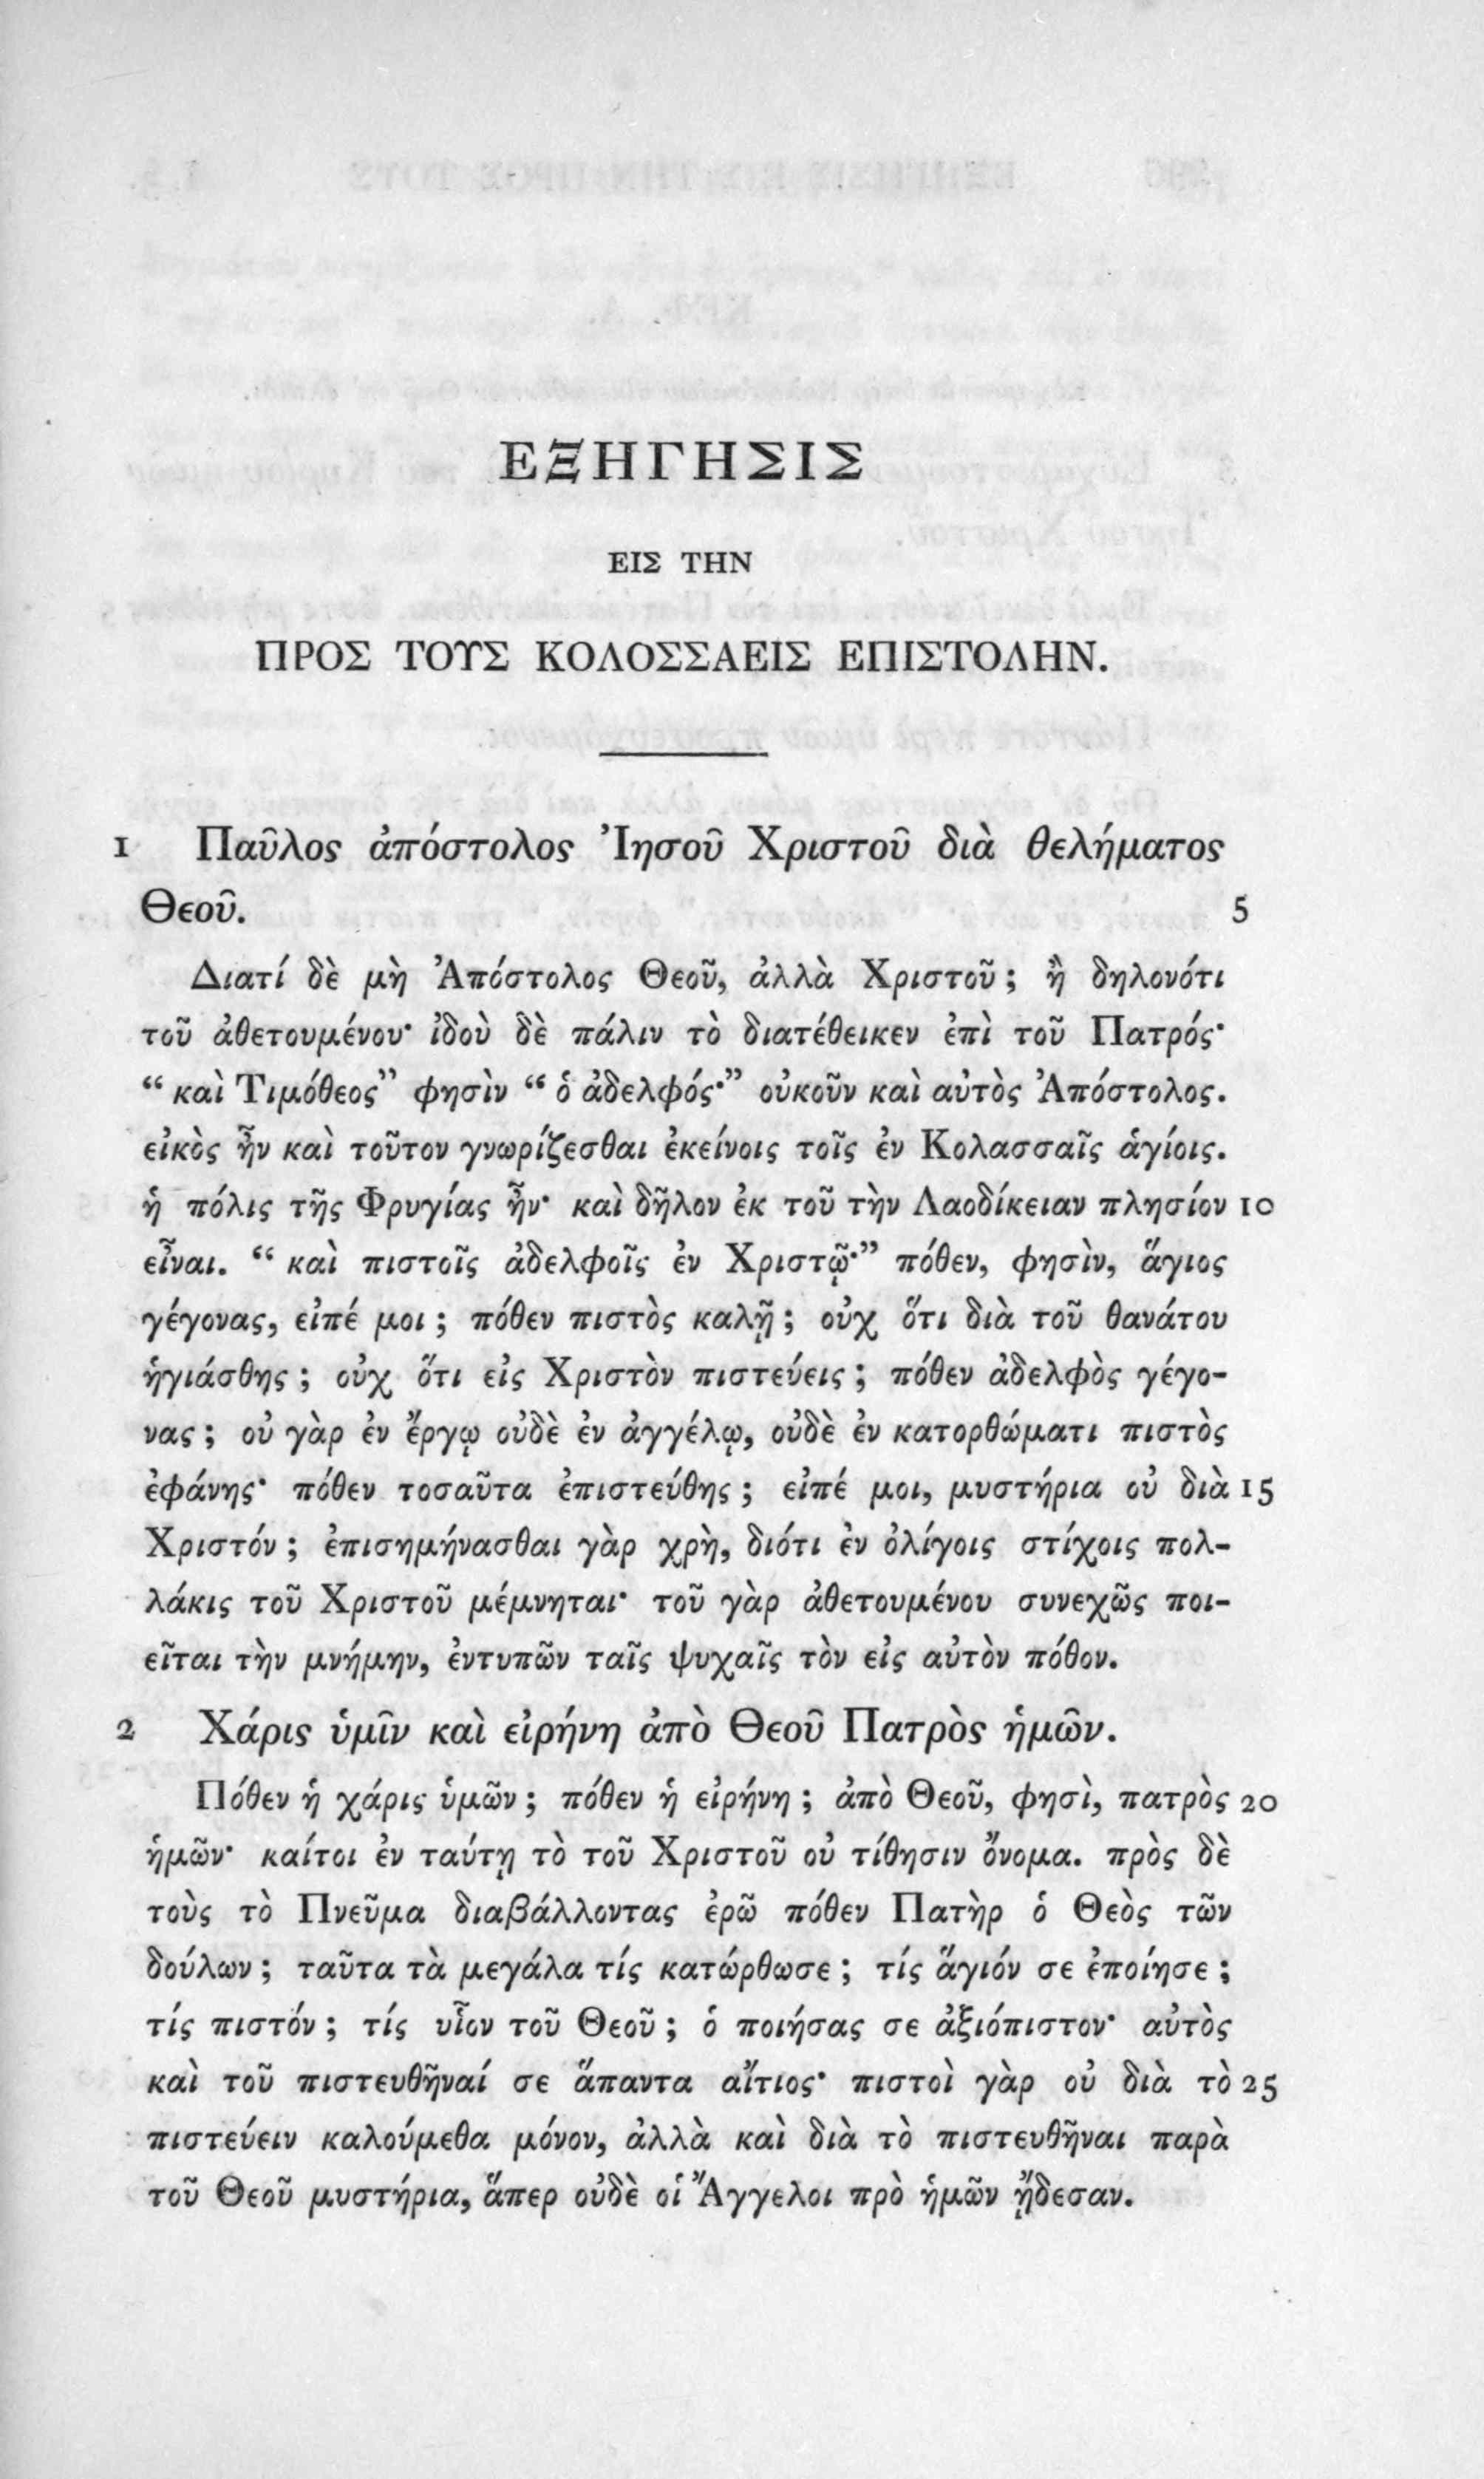 ΕΞΗΓΗΣΙΣ
ΕΙΣ ΤΗΝ
ΠΡΟΣ ΤΟΥΣ ΚΟΛΟΣΣΑΕΙΣ ΕΠΙΣΤΟΛΗΝ.
1 Παῦλος ἀπόστολος Ἰησοῦ Χριστοῦ διὰ θελήματος
Θεοῦ. 5
Διατί δὲ μὴ Ἀπόστολος Θεοῦ, ἀλλὰ Χριστοῦ; ἢ δηλονότι
τοῦ ἀθετουμένου· ἰδοὺ δὲ πάλιν τὸ διατέθεικεν ἐπὶ τοῦ Πατρός·
“ καὶ Τιμόθεος” φησὶν “ ὁ ἀδελφός·” οὐκοῦν καὶ αὐτὸς Ἀπόστολος.
εἰκὸς ἦν καὶ τοῦτον γνωρίζεσθαι ἐκείνοις τοῖς ἐν Κολασσαῖς ἁγίοις.
ἡ πόλις τῆς Φρυγίας ἦν· καὶ δῆλον ἐκ τοῦ τὴν Λαοδίκειαν πλησίον 10
εἶναι. “ καὶ πιστοῖς ἀδελφοῖς ἐν Χριστῷ·” πόθεν, φησὶν, ἅγιος
γέγονας, εἰπέ μοι; πόθεν πιστὸς καλῇ; οὐχ ὅτι διὰ τοῦ θανάτου
ἡγιάσθης; οὐχ ὅτι εἰς Χριστὸν πιστεύεις; πόθεν ἀδελφὸς γέγο-
νας; οὐ γὰρ ἐν ἔργῳ οὐδὲ ἐν ἀγγέλῳ, οὐδὲ ἐν κατορθώματι πιστὸς
ἐφάνης· πόθεν τοσαῦτα ἐπιστεύθης; εἰπέ μοι, μυστήρια οὐ διὰ 15
Χριστόν; ἐπισημήνασθαι γὰρ χρὴ, διότι ἐν ὀλίγοις στίχοις πολ-
λάκις τοῦ Χριστοῦ μέμνηται· τοῦ γὰρ ἀθετουμένου συνεχῶς ποι-
εῖται τὴν μνήμην, ἐντυπῶν ταῖς ψυχαῖς τὸν εἰς αὐτὸν πόθον.
2 Χάρις ὑμῖν καὶ εἰρήνη ἀπὸ Θεοῦ Πατρὸς ἡμῶν.
Πόθεν ἡ χάρις ὑμῶν; πόθεν ἡ εἰρήνη; ἀπὸ Θεοῦ, φησὶ, πατρὸς 20
ἡμῶν· καίτοι ἐν ταύτῃ τὸ τοῦ Χριστοῦ οὐ τίθησιν ὄνομα. πρὸς δὲ
τοὺς τὸ Πνεῦμα διαβάλλοντας ἐρῶ πόθεν Πατὴρ ὁ Θεὸς τῶν
δούλων; ταῦτα τὰ μεγάλα τίς κατώρθωσε; τίς ἅγιόν σε ἐποίησε;
τίς πιστόν; τίς υἷον τοῦ Θεοῦ; ὁ ποιήσας σε ἀξιόπιστον· αὐτὸς
καὶ τοῦ πιστευθῆναί σε ἅπαντα αἴτιος· πιστοὶ γὰρ οὐ διὰ τὸ 25
πιστεύειν καλούμεθα μόνον, ἀλλὰ καὶ διὰ τὸ πιστευθῆναι παρὰ
τοῦ Θεοῦ μυστήρια, ἅπερ οὐδὲ οἱ Ἄγγελοι πρὸ ἡμῶν ᾔδεσαν.